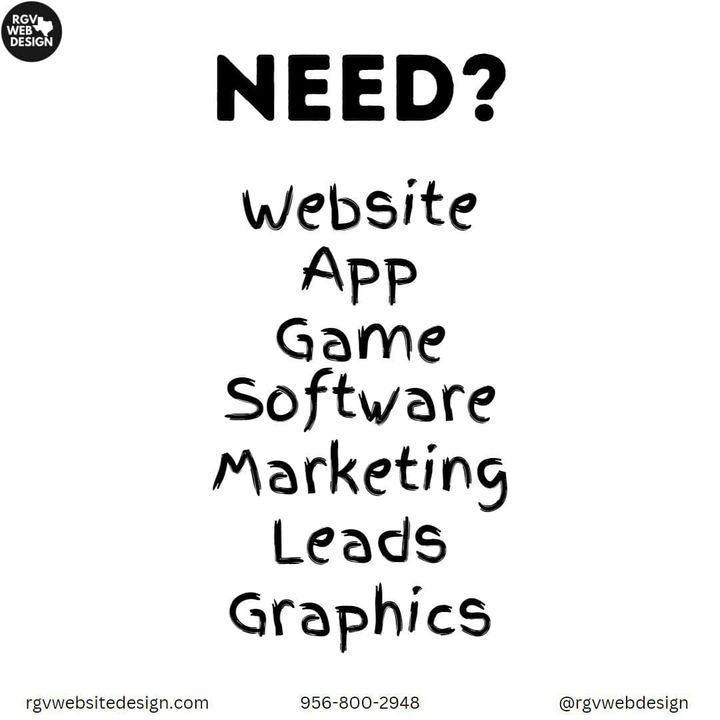 RGV
WEB
DESIGN
NEED?
Website
App
Game
Software
Marketing
Leads
Graphics
rgvwebsitedesign.com 956-800-2948 @rgvwebdesign